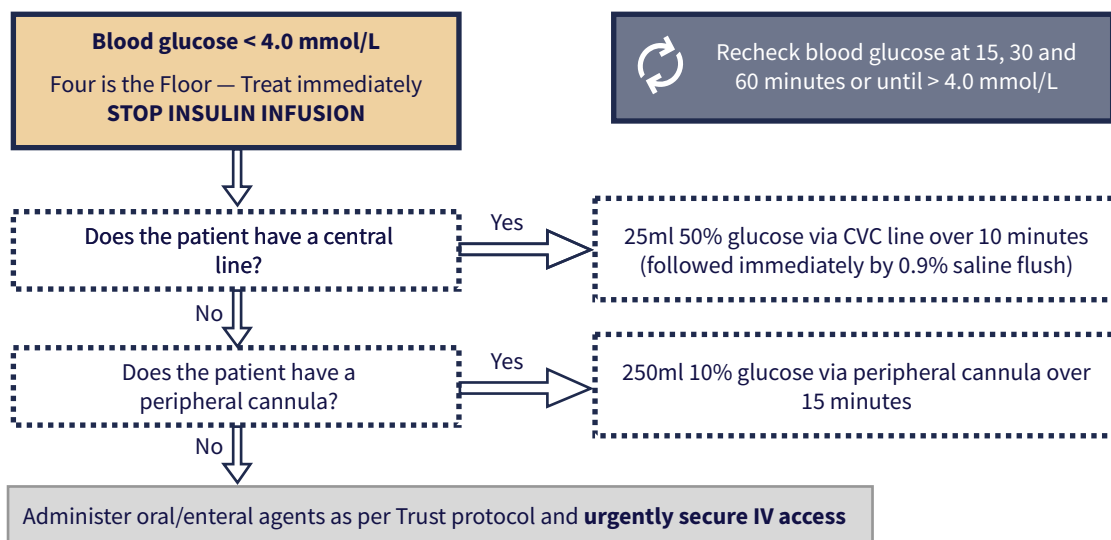 Blood glucose < 4.0 mmol/L
Four is the Floor — Treat immediately
STOP INSULIN INFUSION
Recheck blood glucose at 15, 30 and
60 minutes or until > 4.0 mmol/L
Does the patient have a central
line?
Yes
25ml 50% glucose via CVC line over 10 minutes
(followed immediately by 0.9% saline flush)
No
Does the patient have a
peripheral cannula?
Yes
250ml 10% glucose via peripheral cannula over
15 minutes
No
Administer oral/enteral agents as per Trust protocol and urgently secure IV access